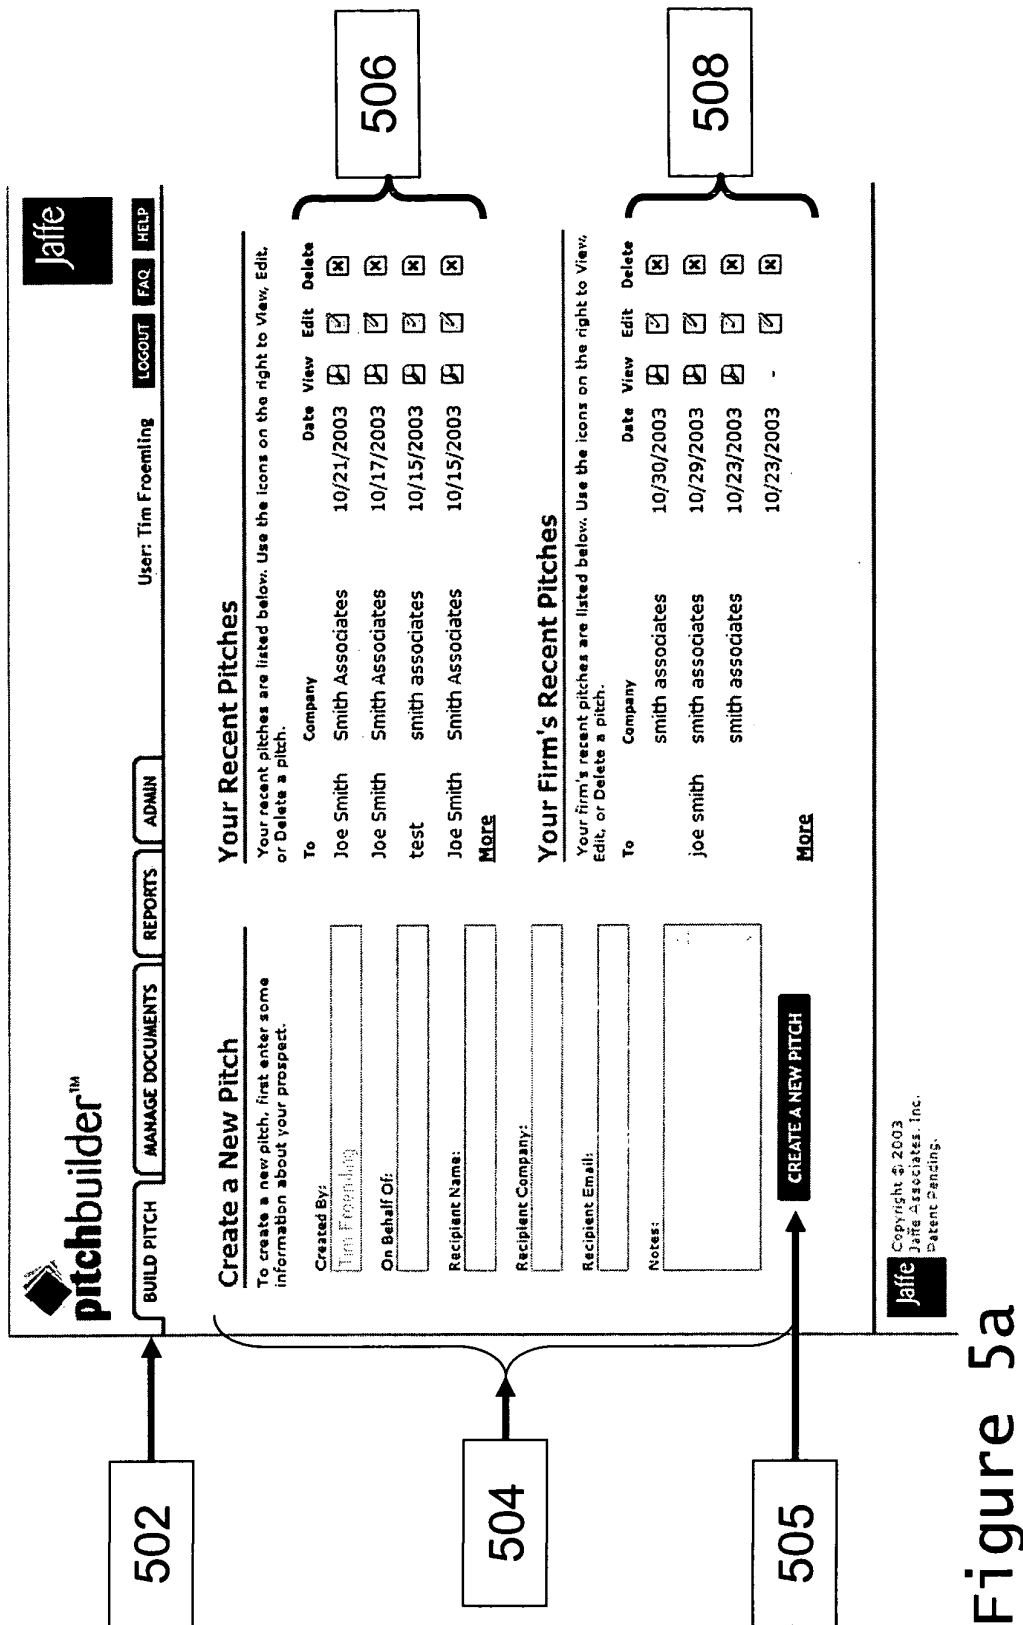 pitchbuilder™
Jaffe
User: Tim Froemling LOGOUT FAQ HELP
BUILD PITCH MANAGE DOCUMENTS REPORTS ADMIN
502
Create a New Pitch
To create a new pitch, first enter some
information about your prospect.
Created By:
Tim Froemling
On Behalf Of:
Recipient Name:
Recipient Company:
Recipient Email:
Notes:
CREATE A NEW PITCH
504
505
Your Recent Pitches
Your recent pitches are listed below. Use the icons on the right to View, Edit,
or Delete a pitch.
To Company Date View Edit Delete
Joe Smith Smith Associates 10/21/2003
Joe Smith Smith Associates 10/17/2003
test smith associates 10/15/2003
Joe Smith Smith Associates 10/15/2003
More
506
Your Firm's Recent Pitches
Your firm's recent pitches are listed below. Use the icons on the right to View,
Edit, or Delete a pitch.
To Company Date View Edit Delete
smith associates 10/30/2003
joe smith smith associates 10/29/2003
smith associates 10/23/2003
10/23/2003 -
More
508
Jaffe
Copyright © 2003
Jaffe Associates, Inc.
Patent Pending.
Figure 5a